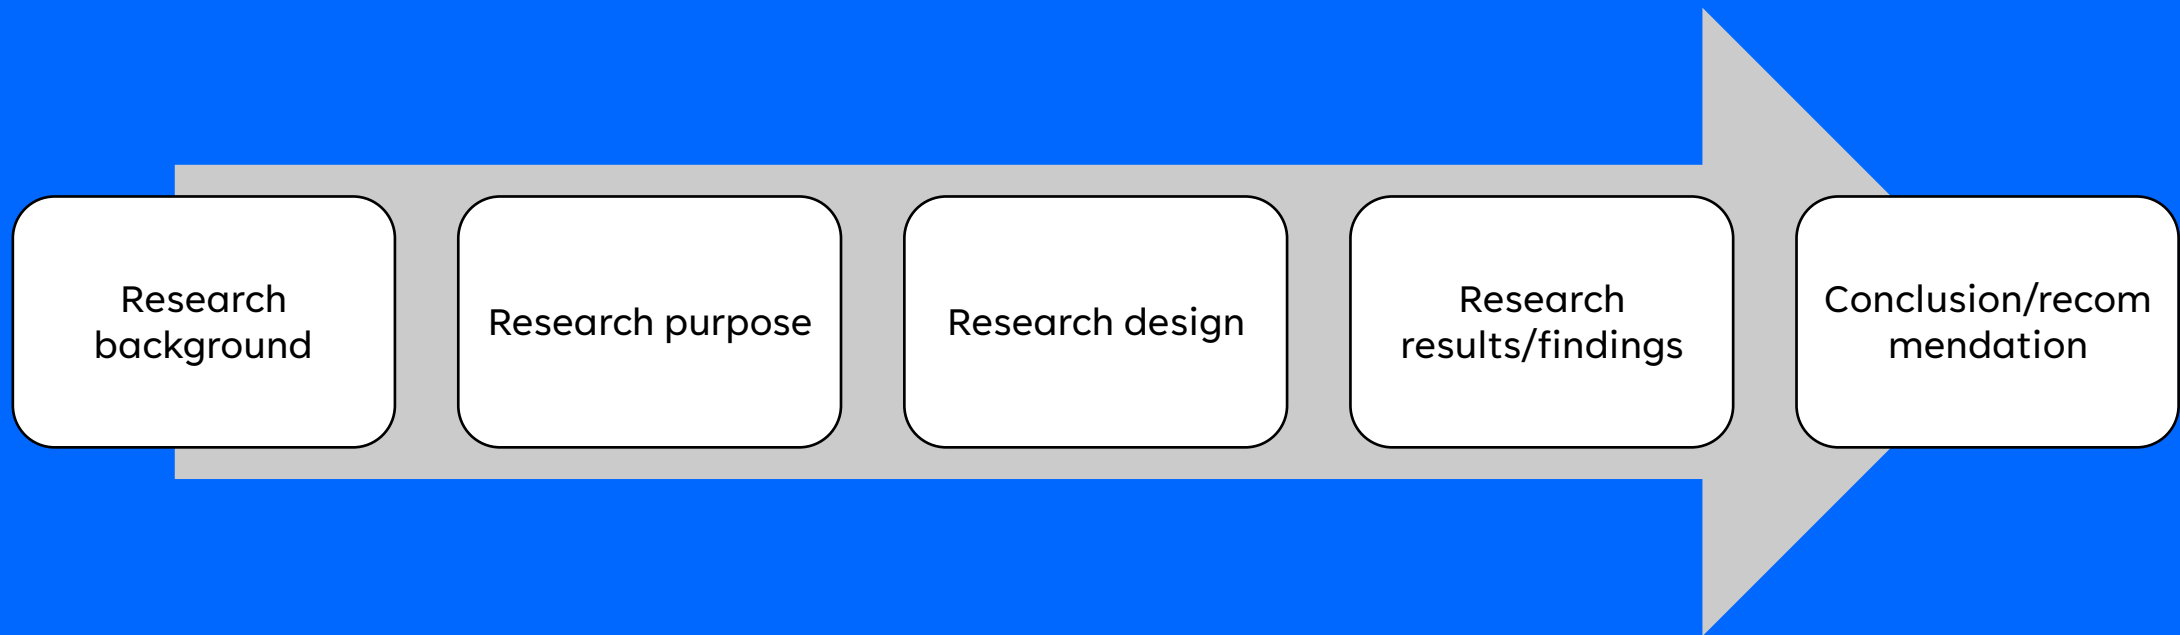 Research
background
Research purpose
Research design
Research
results/findings
Conclusion/recom
mendation